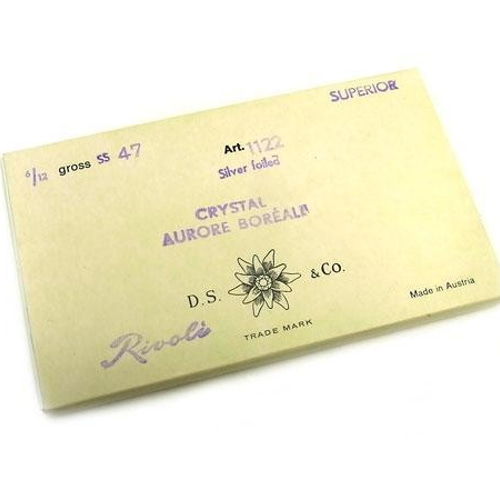 SUPERIOR
6/12 gross SS 47
Art. 1122
Silver foiled
CRYSTAL
AURORE BORÉALE
D.S. & Co.
Made in Austria
Rivoli
TRADE MARK